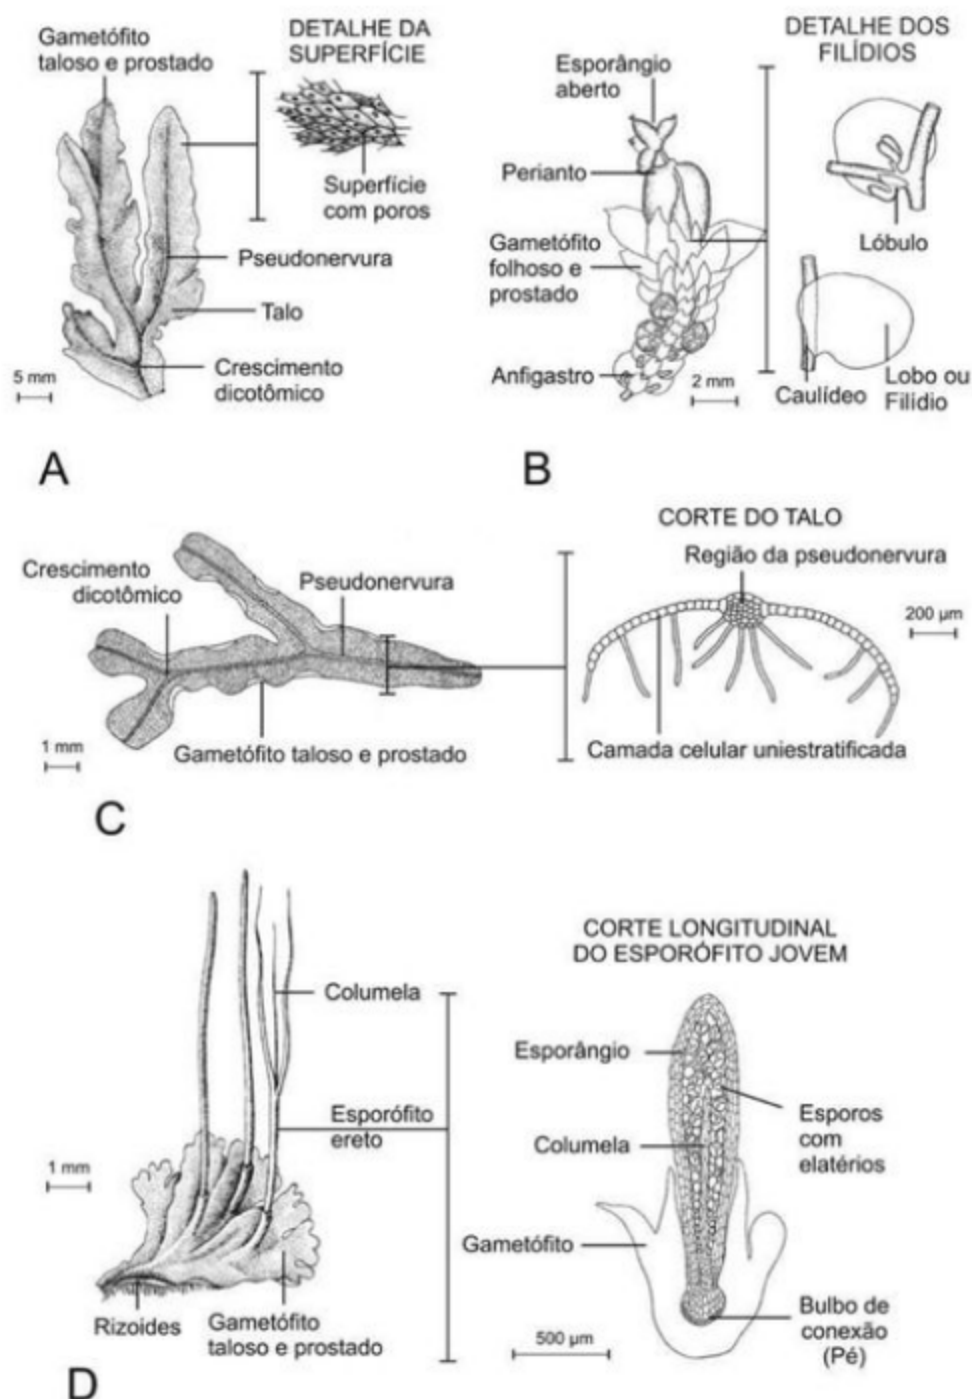 Gametófito
taloso e prostado
DETALHE DA
SUPERFÍCIE
Superfície
com poros
Pseudonervura
Talo
Crescimento
dicotômico
5 mm
A
Esporângio
aberto
DETALHE DOS
FILÍDIOS
Perianto
Gametófito
folhoso e
prostado
Anfigastro
2 mm
Lóbulo
Caulídeo
Lobo ou
Filídio
B
Crescimento
dicotômico
Pseudonervura
Gametófito taloso e prostado
1 mm
CORTE DO TALO
Região da pseudonervura
200 µm
Camada celular uniestratificada
C
Columela
Esporófito
ereto
1 mm
Rizoides
Gametófito
taloso e prostado
CORTE LONGITUDINAL
DO ESPORÓFITO JOVEM
Esporângio
Columela
Esporos
com
elatérios
Gametófito
Bulbo de
conexão
(Pé)
500 µm
D